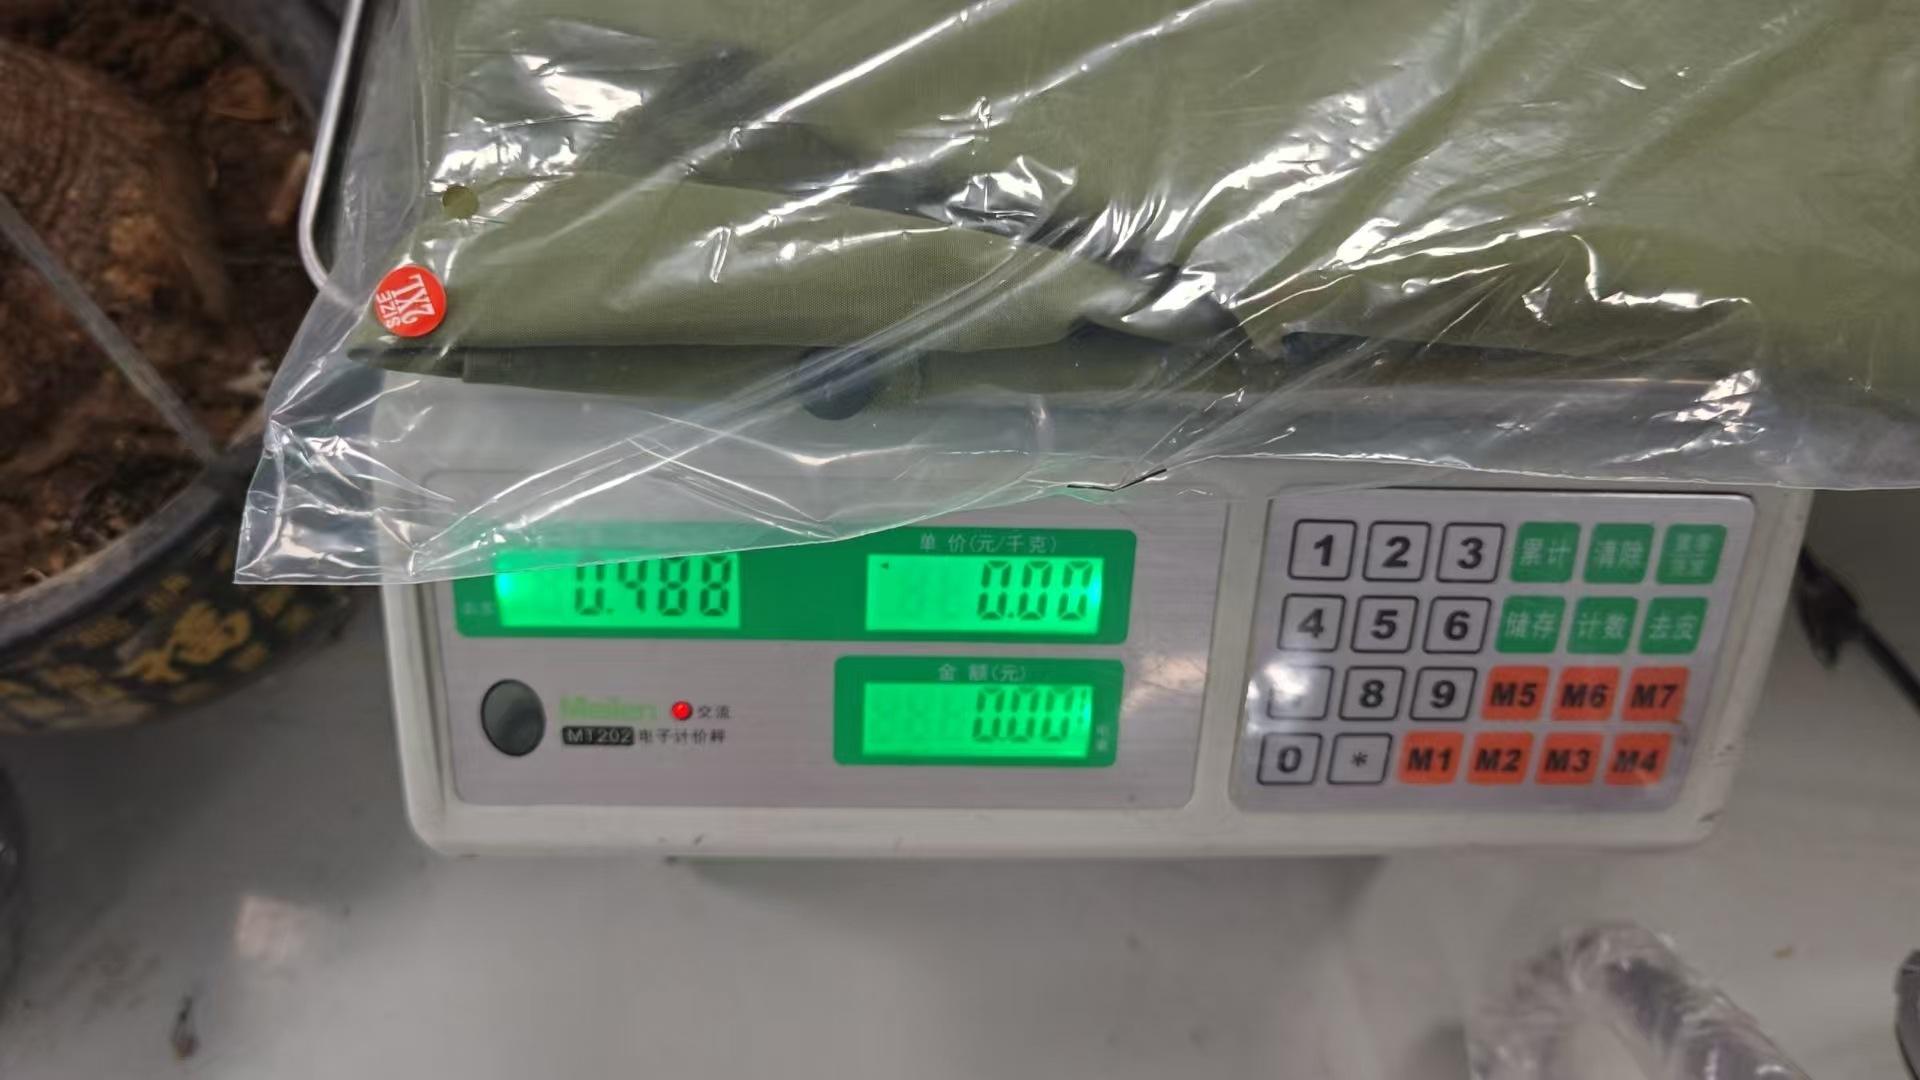 SIZE
2XL
单 价(元/千克)
0.488
0.00
金 额(元)
0.00
Meilen 交流
MT202 电子计价秤
1 2 3 累计 清除
4 5 6 储存 计数 去皮
8 9 M5 M6 M7
0 * M1 M2 M3 M4